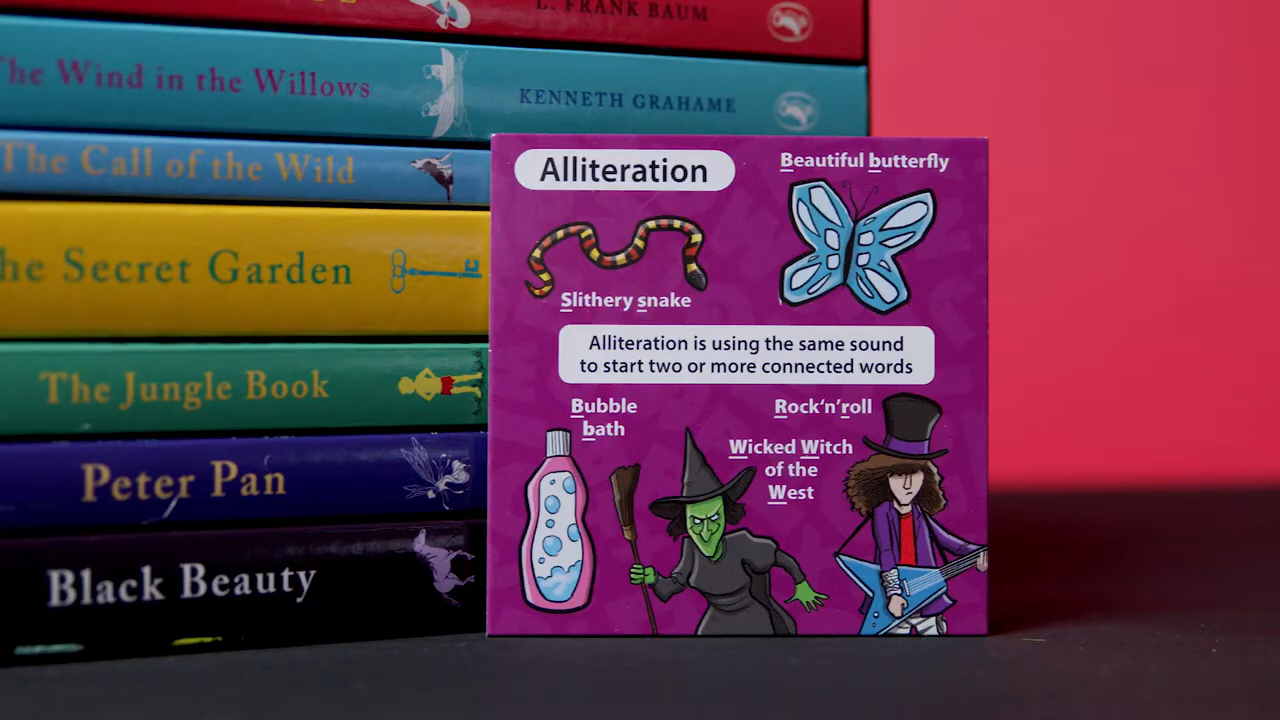 L. FRANK BAUM
The Wind in the Willows
KENNETH GRAHAME
The Call of the Wild
The Secret Garden
The Jungle Book
Peter Pan
Black Beauty
Alliteration
Beautiful butterfly
Slithery snake
Alliteration is using the same sound
to start two or more connected words
Bubble
bath
Rock‘n’roll
Wicked Witch
of the
West